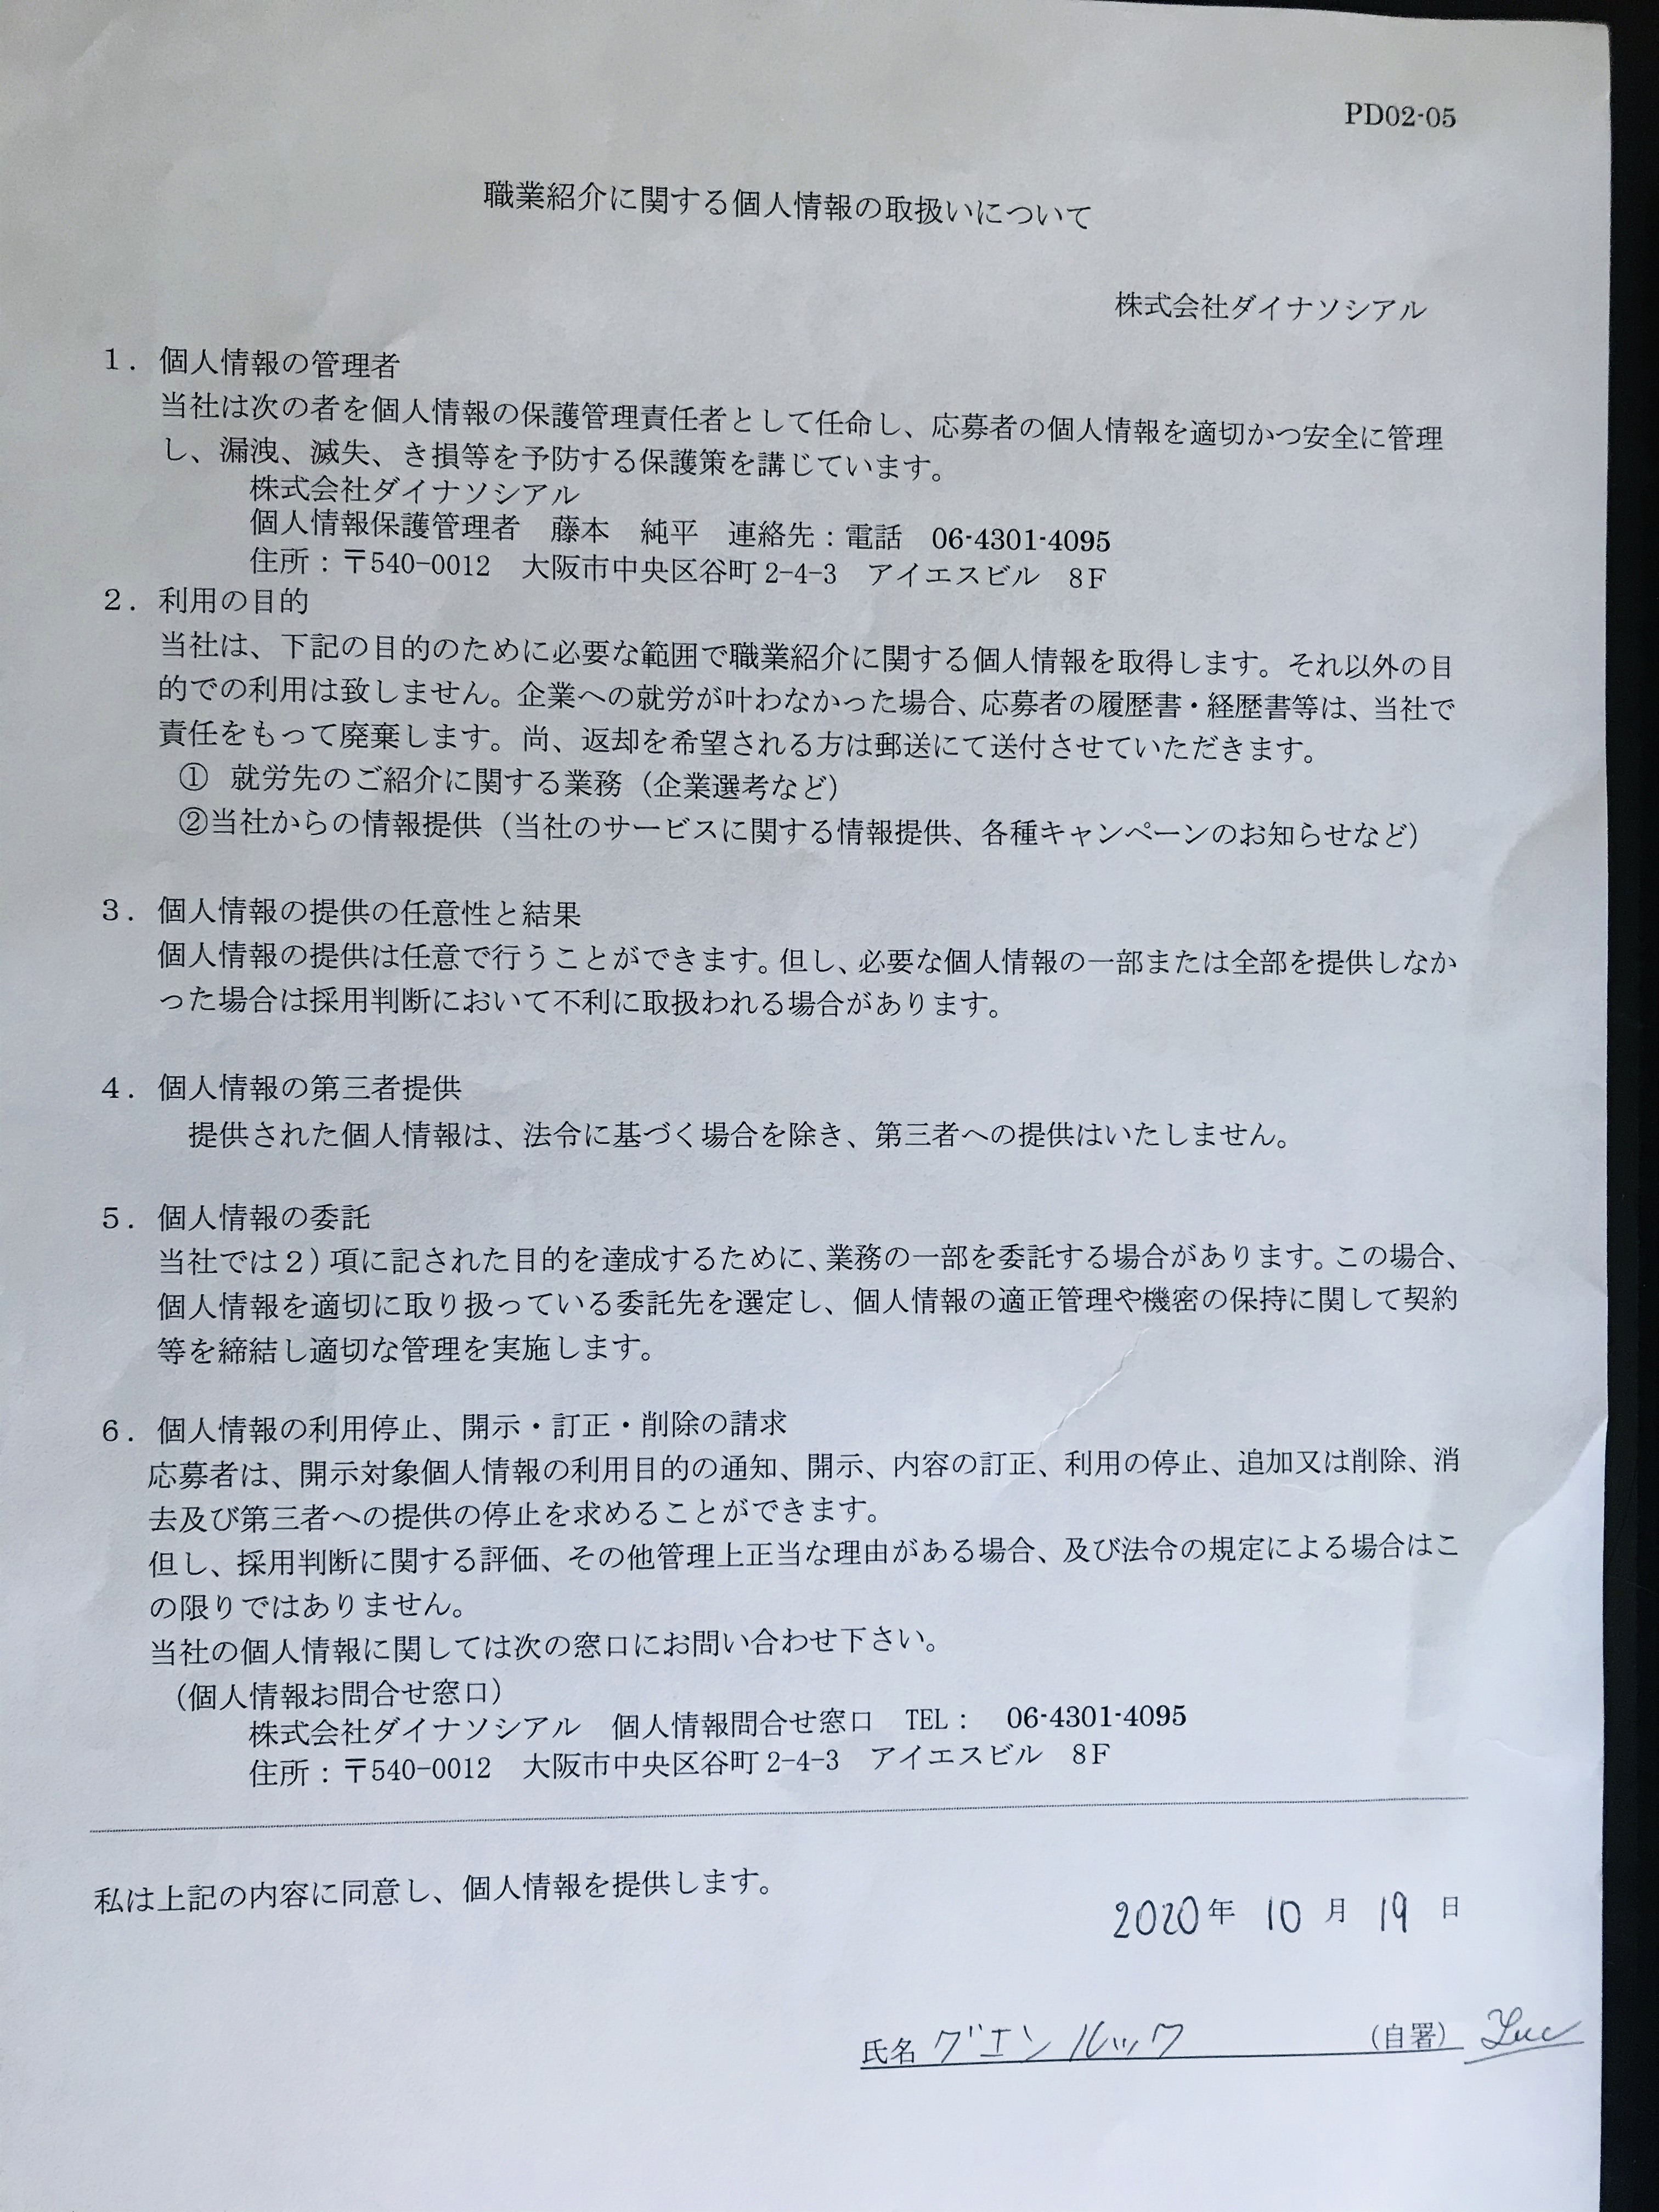 PD02-05
職業紹介に関する個人情報の取扱いについて
株式会社ダイナソシアル
１．個人情報の管理者
当社は次の者を個人情報の保護管理責任者として任命し、応募者の個人情報を適切かつ安全に管理
し、漏洩、滅失、き損等を予防する保護策を講じています。
株式会社ダイナソシアル
個人情報保護管理者　藤本　純平　連絡先：電話　06-4301-4095
住所：〒540-0012　大阪市中央区谷町 2-4-3　アイエスビル　８F
２．利用の目的
当社は、下記の目的のために必要な範囲で職業紹介に関する個人情報を取得します。それ以外の目
的での利用は致しません。企業への就労が叶わなかった場合、応募者の履歴書・経歴書等は、当社で
責任をもって廃棄します。尚、返却を希望される方は郵送にて送付させていただきます。
①　就労先のご紹介に関する業務（企業選考など）
②当社からの情報提供（当社のサービスに関する情報提供、各種キャンペーンのお知らせなど）
３．個人情報の提供の任意性と結果
個人情報の提供は任意で行うことができます。但し、必要な個人情報の一部または全部を提供しなか
った場合は採用判断において不利に取扱われる場合があります。
４．個人情報の第三者提供
提供された個人情報は、法令に基づく場合を除き、第三者への提供はいたしません。
５．個人情報の委託
当社では２）項に記された目的を達成するために、業務の一部を委託する場合があります。この場合、
個人情報を適切に取り扱っている委託先を選定し、個人情報の適正管理や機密の保持に関して契約
等を締結し適切な管理を実施します。
６．個人情報の利用停止、開示・訂正・削除の請求
応募者は、開示対象個人情報の利用目的の通知、開示、内容の訂正、利用の停止、追加又は削除、消
去及び第三者への提供の停止を求めることができます。
但し、採用判断に関する評価、その他管理上正当な理由がある場合、及び法令の規定による場合はこ
の限りではありません。
当社の個人情報に関しては次の窓口にお問い合わせ下さい。
（個人情報お問合せ窓口）
株式会社ダイナソシアル　個人情報問合せ窓口　TEL：　06-4301-4095
住所：〒540-0012　大阪市中央区谷町 2-4-3　アイエスビル　８F
私は上記の内容に同意し、個人情報を提供します。
2020年 10 月 19 日
氏名 グエン ルック （自署） Luc